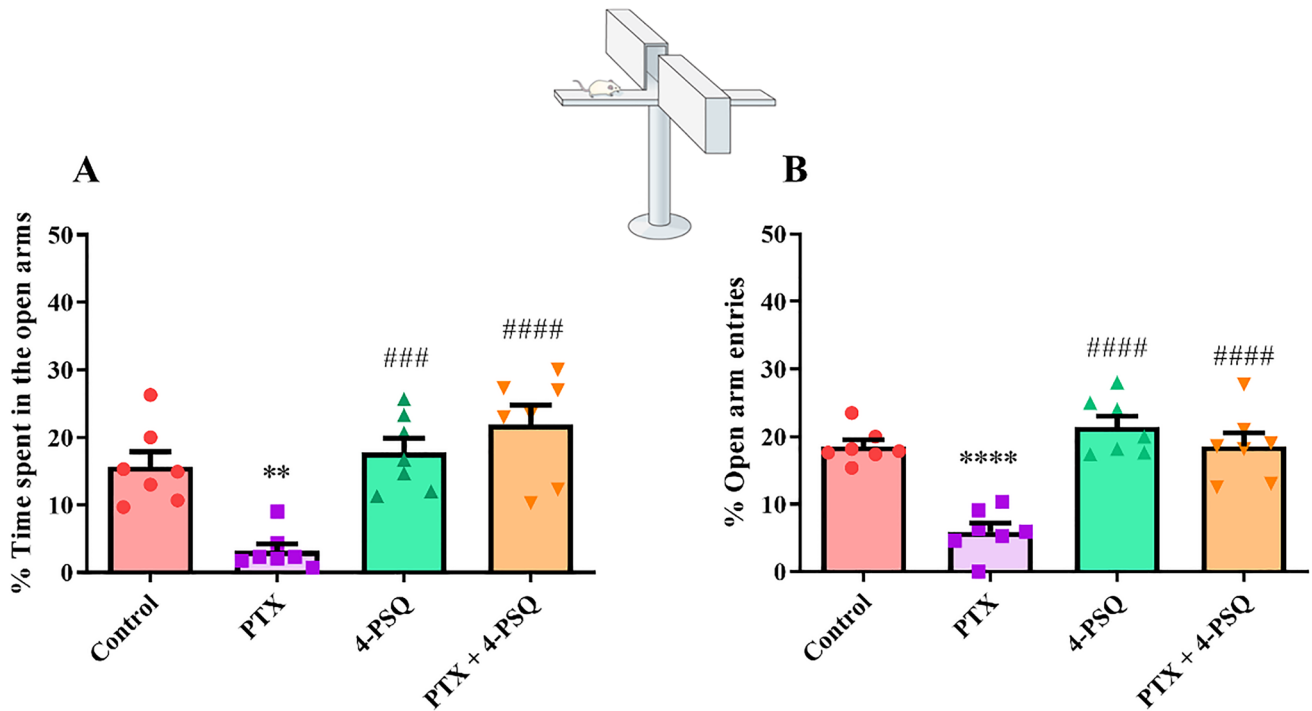 A
% Time spent in the open arms
50
40
30
20
10
0
**
###
####
Control
PTX
4-PSQ
PTX + 4-PSQ
B
% Open arm entries
50
40
30
20
10
0
****
####
####
Control
PTX
4-PSQ
PTX + 4-PSQ